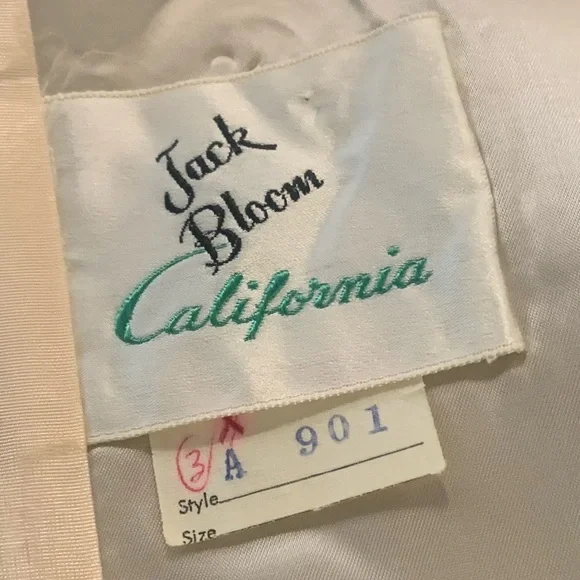 Jack
Bloom
California
3 A 901
Style
Size